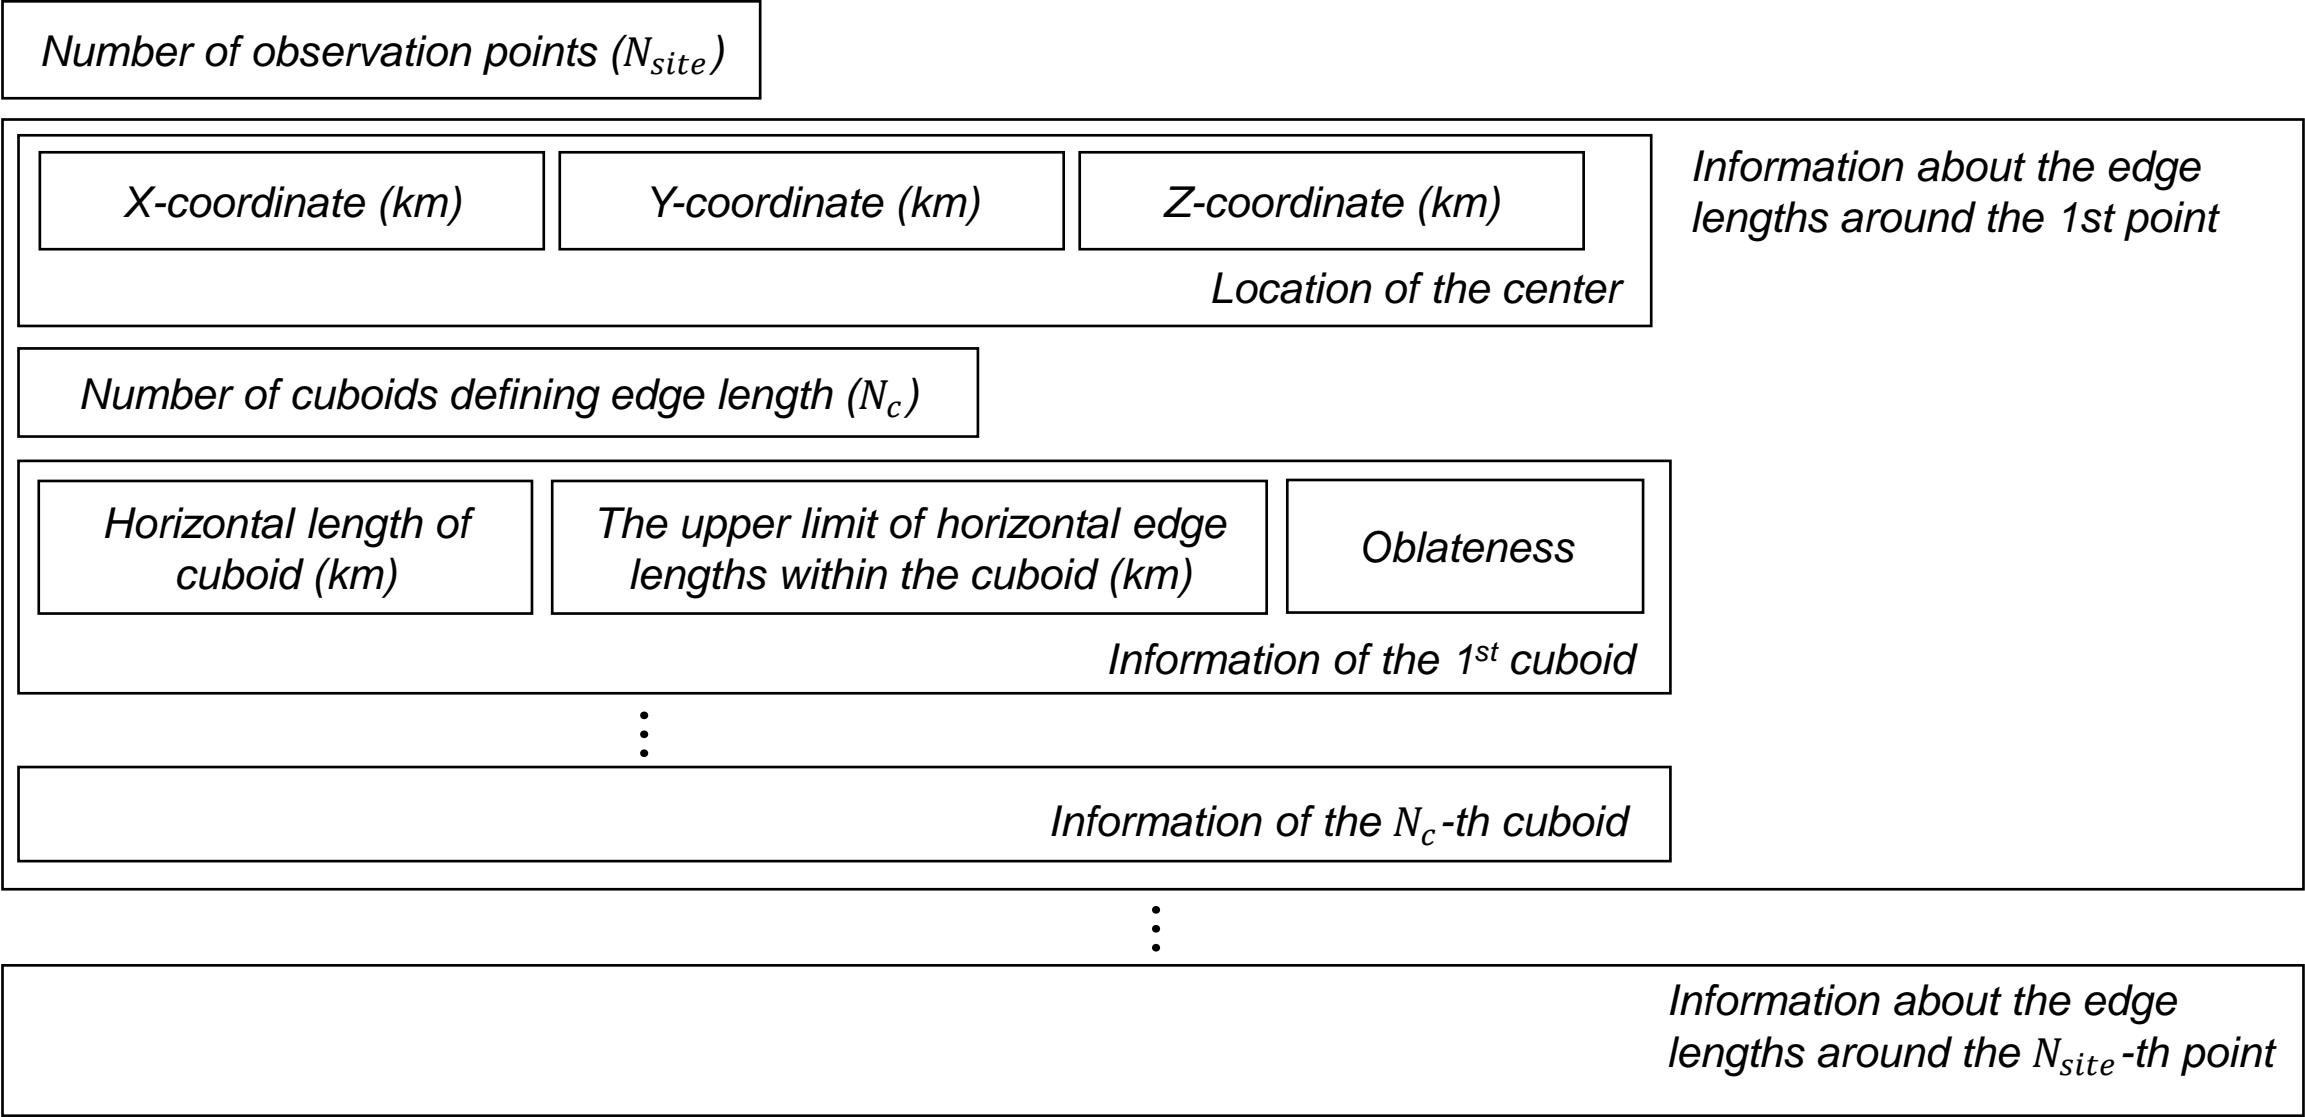 Number of observation points (N_site)
X-coordinate (km)
Y-coordinate (km)
Z-coordinate (km)
Location of the center
Information about the edge
lengths around the 1st point
Number of cuboids defining edge length (N_c)
Horizontal length of
cuboid (km)
The upper limit of horizontal edge
lengths within the cuboid (km)
Oblateness
Information of the 1st cuboid
Information of the N_c-th cuboid
Information about the edge
lengths around the N_site-th point